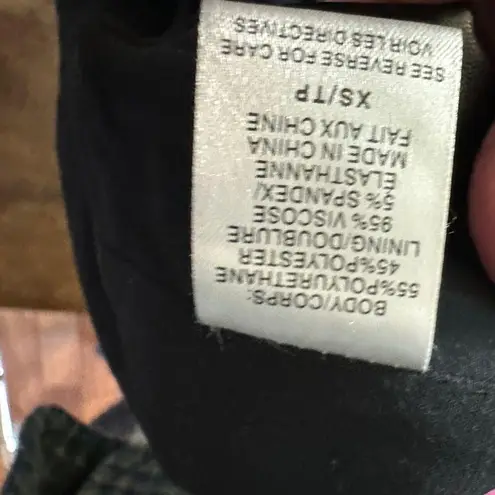 BODY/CORPS:
55%POLYURETHANE
45%POLYESTER
LINING/DOUBLURE
95% VISCOSE
5% SPANDEX/
ELASTHANNE
MADE IN CHINA
FAIT AUX CHINE
XS/TP
SEE REVERSE FOR CARE
VOIR LES DIRECTIVES